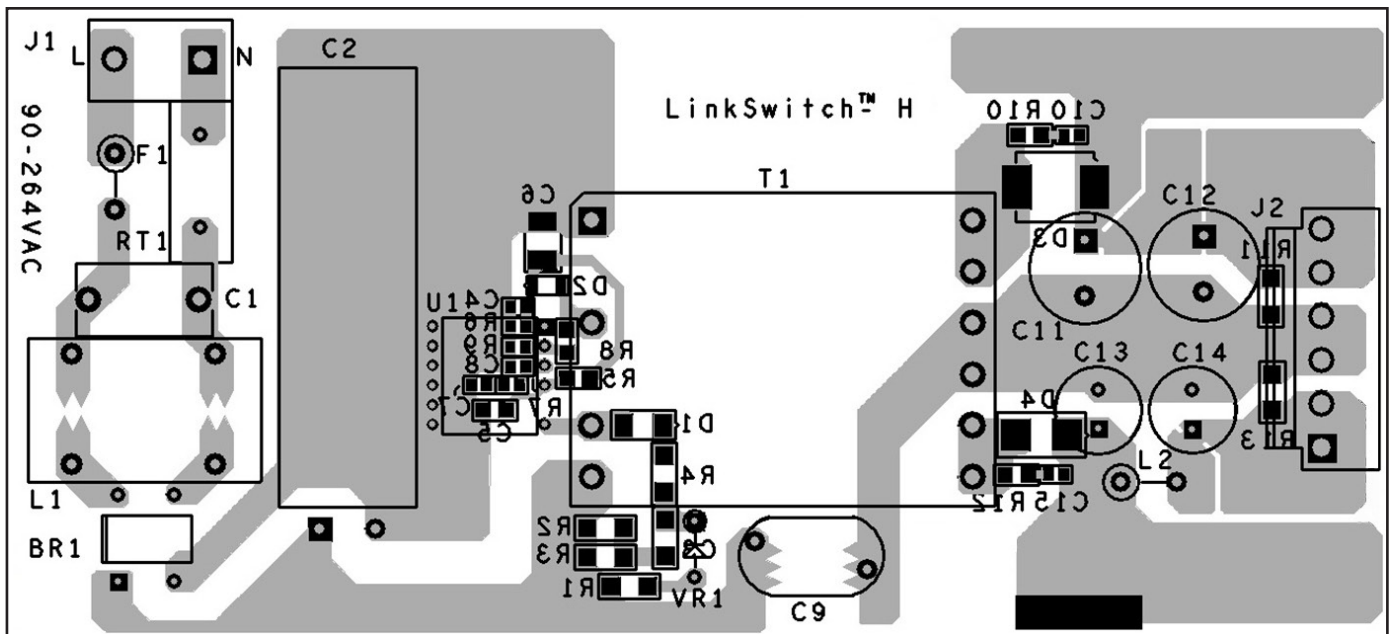 J1
L
N
C2
90-264VAC
F1
RT1
C1
L1
BR1
LinkSwitch™ H
R10
C10
T1
C6
D2
U1
C4
R6
R9
C8
R8
R5
C7
R7
C5
D1
R4
R2
R3
R1
C3
VR1
C9
D3
C12
J2
R11
C11
C13
C14
D4
R13
L2
R12
C15